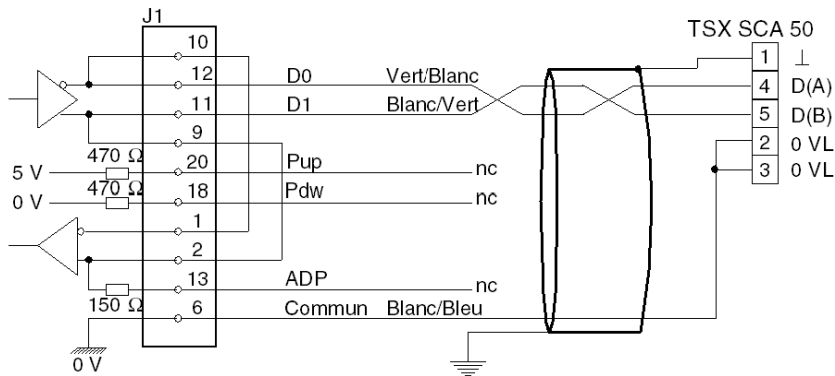 J1
TSX SCA 50
10
1 ⊥
12 D0 Vert/Blanc 4 D(A)
11 D1 Blanc/Vert 5 D(B)
9 2 0 VL
470 Ω
5 V 20 Pup nc 3 0 VL
470 Ω
0 V 18 Pdw nc
1
2
13 ADP nc
150 Ω 6 Commun Blanc/Bleu
0 V